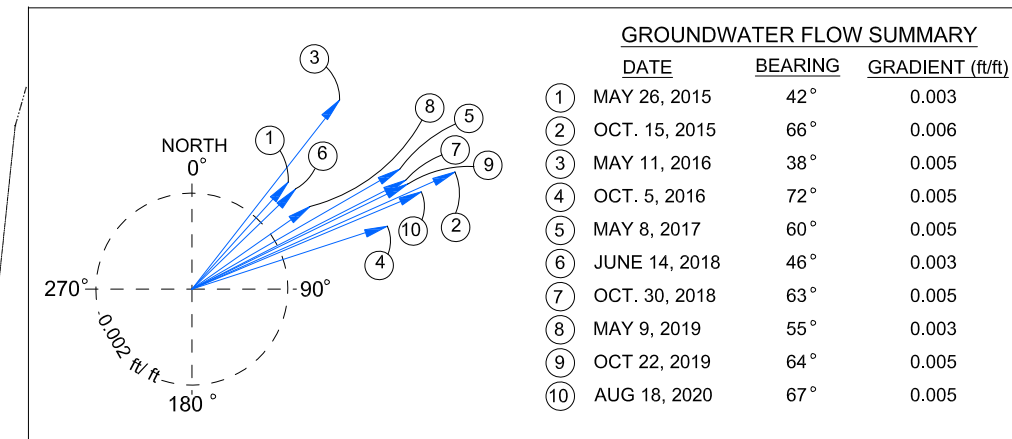 GROUNDWATER FLOW SUMMARY
DATE BEARING GRADIENT (ft/ft)
1 MAY 26, 2015 42° 0.003
2 OCT. 15, 2015 66° 0.006
3 MAY 11, 2016 38° 0.005
4 OCT. 5, 2016 72° 0.005
5 MAY 8, 2017 60° 0.005
6 JUNE 14, 2018 46° 0.003
7 OCT. 30, 2018 63° 0.005
8 MAY 9, 2019 55° 0.003
9 OCT 22, 2019 64° 0.005
10 AUG 18, 2020 67° 0.005
3
8
5
1
6
7
9
NORTH
0°
10
2
4
270°
90°
0.002 ft/ ft
180 °